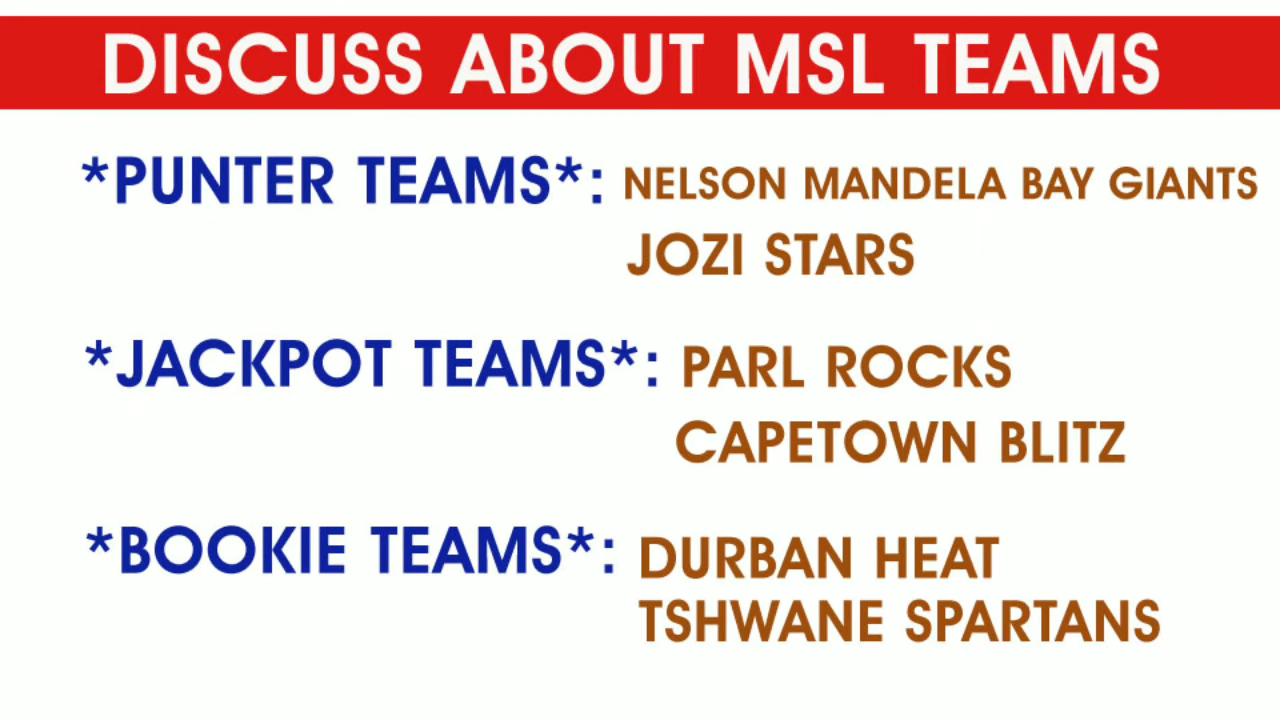 DISCUSS ABOUT MSL TEAMS
*PUNTER TEAMS*: NELSON MANDELA BAY GIANTS
JOZI STARS
*JACKPOT TEAMS*: PARL ROCKS
CAPETOWN BLITZ
*BOOKIE TEAMS*: DURBAN HEAT
TSHWANE SPARTANS